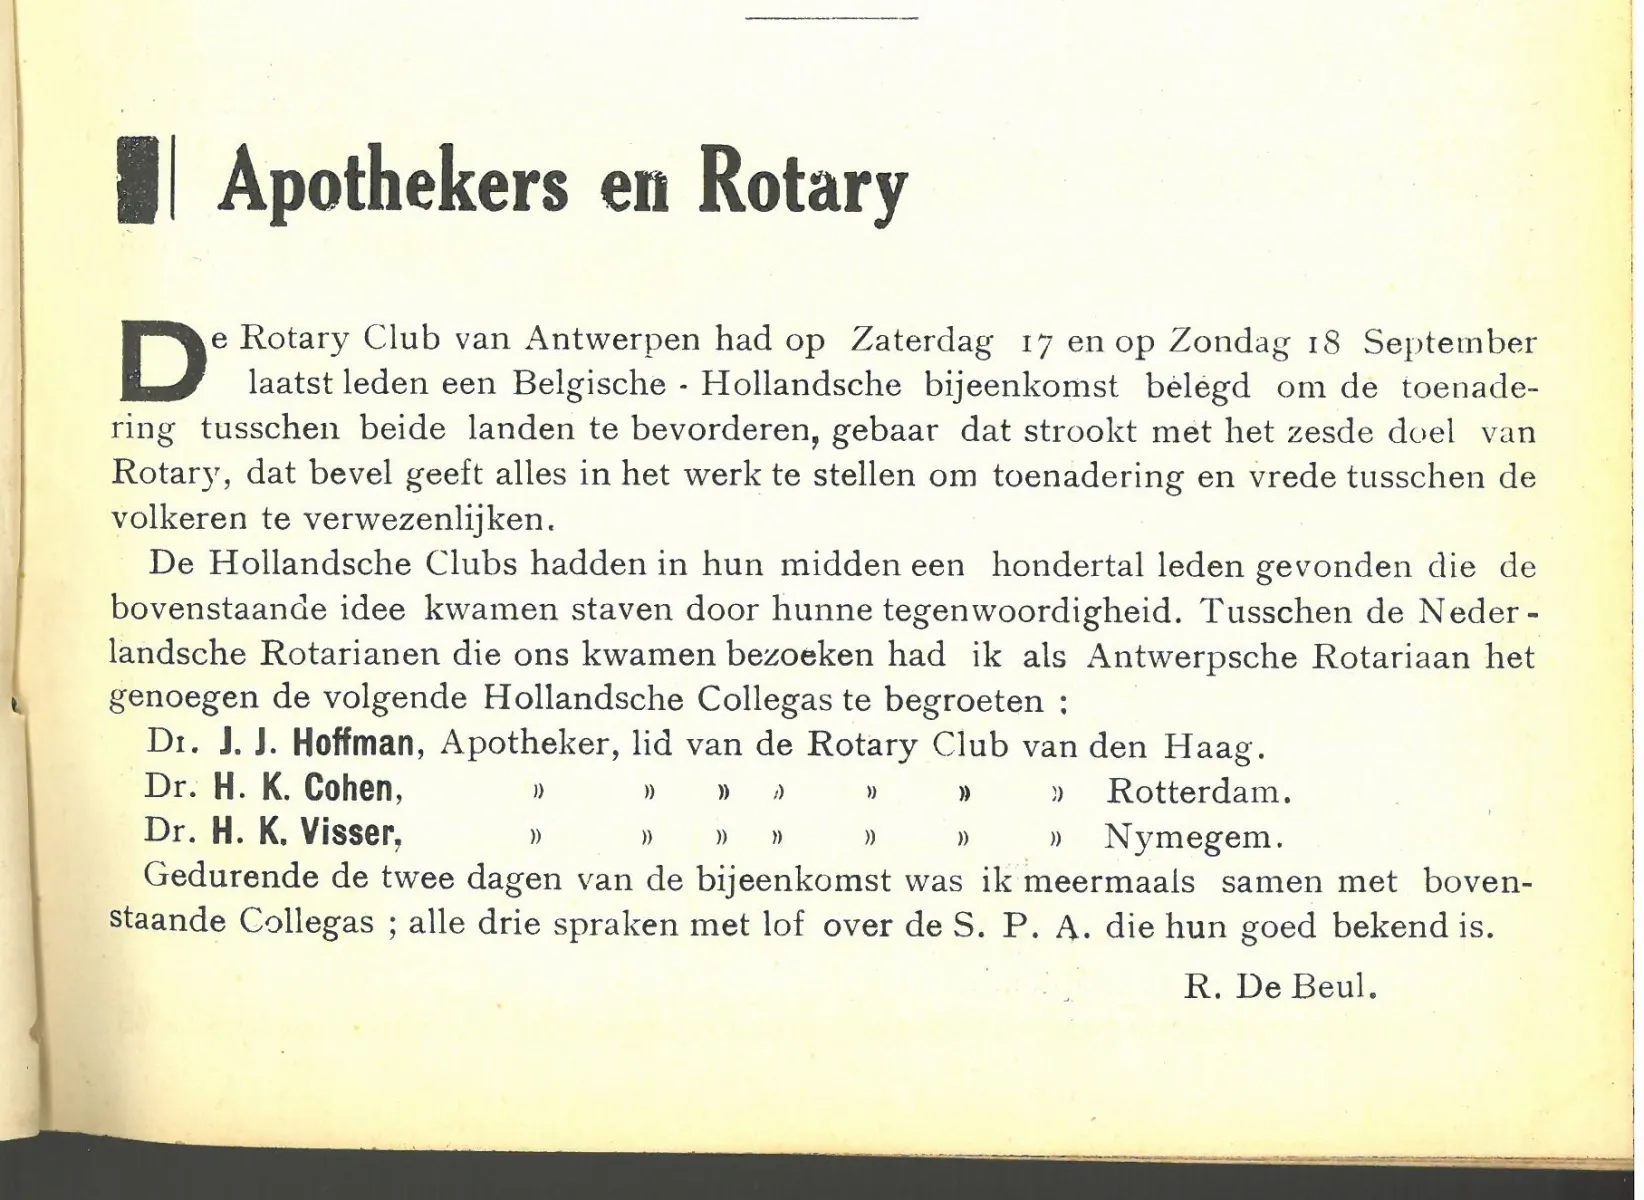 Apothekers en Rotary
De Rotary Club van Antwerpen had op Zaterdag 17 en op Zondag 18 September
laatst leden een Belgische - Hollandsche bijeenkomst belegd om de toenade-
ring tusschen beide landen te bevorderen, gebaar dat strookt met het zesde doel van
Rotary, dat bevel geeft alles in het werk te stellen om toenadering en vrede tusschen de
volkeren te verwezenlijken.
De Hollandsche Clubs hadden in hun midden een hondertal leden gevonden die de
bovenstaande idee kwamen staven door hunne tegenwoordigheid. Tusschen de Neder-
landsche Rotarianen die ons kwamen bezoeken had ik als Antwerpsche Rotariaan het
genoegen de volgende Hollandsche Collegas te begroeten :
Dr. J. J. Hoffman, Apotheker, lid van de Rotary Club van den Haag.
Dr. H. K. Cohen, » » » » » » » Rotterdam.
Dr. H. K. Visser, » » » » » » » Nymegem.
Gedurende de twee dagen van de bijeenkomst was ik meermaals samen met boven-
staande Collegas ; alle drie spraken met lof over de S. P. A. die hun goed bekend is.
R. De Beul.